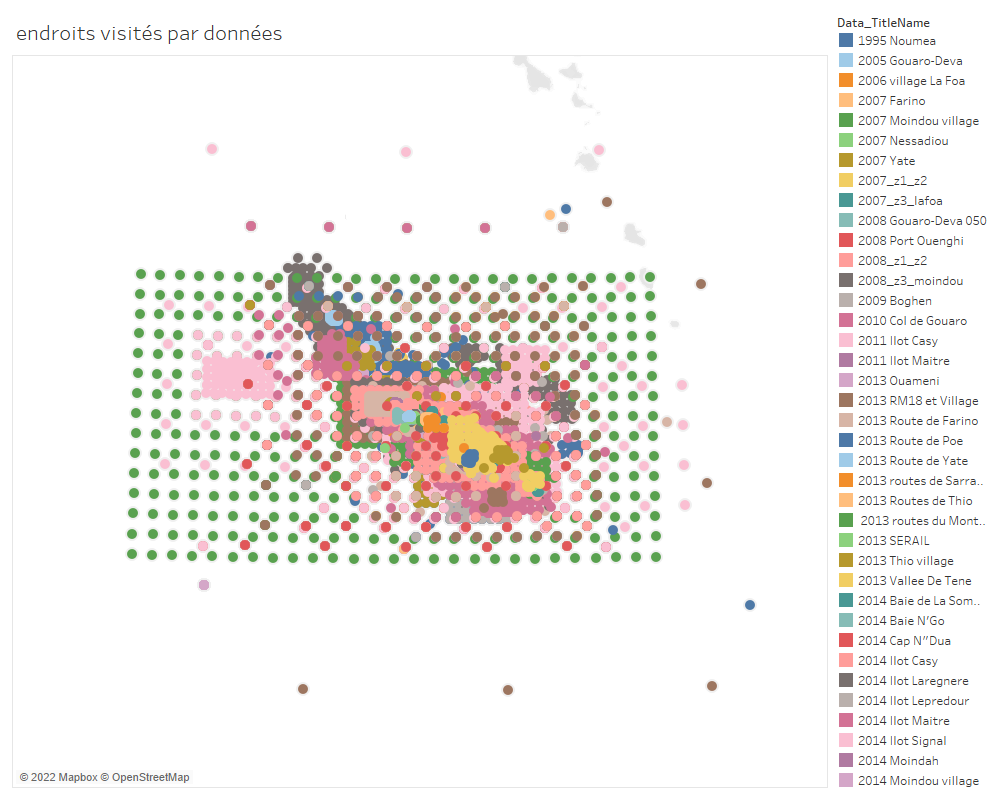 endroits visités par données
Data_TitleName
1995 Noumea
2005 Gouaro-Deva
2006 village La Foa
2007 Farino
2007 Moindou village
2007 Nessadiou
2007 Yate
2007_z1_z2
2007_z3_lafoa
2008 Gouaro-Deva 050
2008 Port Ouenghi
2008_z1_z2
2008_z3_moindou
2009 Boghen
2010 Col de Gouaro
2011 Ilot Casy
2011 Ilot Maitre
2013 Ouameni
2013 RM18 et Village
2013 Route de Farino
2013 Route de Poe
2013 Route de Yate
2013 routes de Sarra..
2013 Routes de Thio
2013 routes du Mont..
2013 SERAIL
2013 Thio village
2013 Vallee De Tene
2014 Baie de La Som..
2014 Baie N'Go
2014 Cap N''Dua
2014 Ilot Casy
2014 Ilot Laregnere
2014 Ilot Lepredour
2014 Ilot Maitre
2014 Ilot Signal
2014 Moindah
2014 Moindou village
© 2022 Mapbox © OpenStreetMap